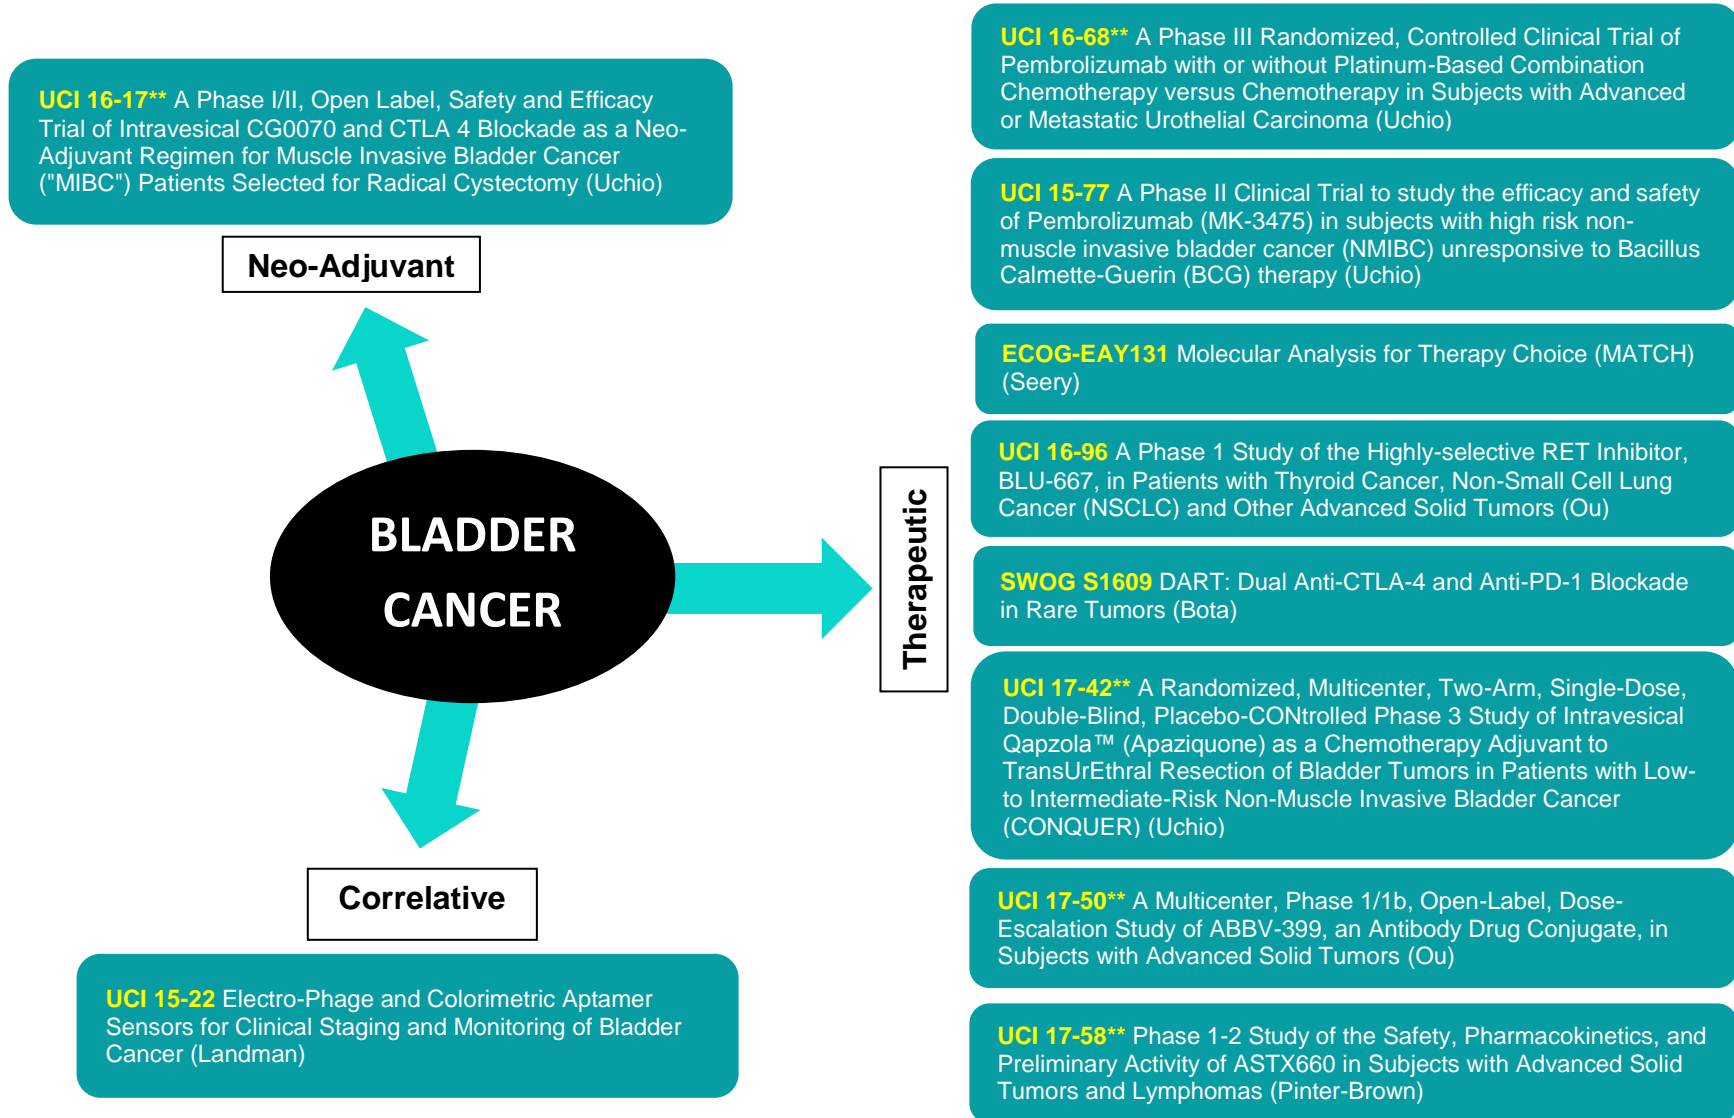 UCI 16-17** A Phase I/II, Open Label, Safety and Efficacy
Trial of Intravesical CG0070 and CTLA 4 Blockade as a Neo-
Adjuvant Regimen for Muscle Invasive Bladder Cancer
("MIBC") Patients Selected for Radical Cystectomy (Uchio)
Neo-Adjuvant
BLADDER
CANCER
Correlative
UCI 15-22 Electro-Phage and Colorimetric Aptamer
Sensors for Clinical Staging and Monitoring of Bladder
Cancer (Landman)
Therapeutic
UCI 16-68** A Phase III Randomized, Controlled Clinical Trial of
Pembrolizumab with or without Platinum-Based Combination
Chemotherapy versus Chemotherapy in Subjects with Advanced
or Metastatic Urothelial Carcinoma (Uchio)
UCI 15-77 A Phase II Clinical Trial to study the efficacy and safety
of Pembrolizumab (MK-3475) in subjects with high risk non-
muscle invasive bladder cancer (NMIBC) unresponsive to Bacillus
Calmette-Guerin (BCG) therapy (Uchio)
ECOG-EAY131 Molecular Analysis for Therapy Choice (MATCH)
(Seery)
UCI 16-96 A Phase 1 Study of the Highly-selective RET Inhibitor,
BLU-667, in Patients with Thyroid Cancer, Non-Small Cell Lung
Cancer (NSCLC) and Other Advanced Solid Tumors (Ou)
SWOG S1609 DART: Dual Anti-CTLA-4 and Anti-PD-1 Blockade
in Rare Tumors (Bota)
UCI 17-42** A Randomized, Multicenter, Two-Arm, Single-Dose,
Double-Blind, Placebo-CONtrolled Phase 3 Study of Intravesical
Qapzola™ (Apaziquone) as a Chemotherapy Adjuvant to
TransUrEthral Resection of Bladder Tumors in Patients with Low-
to Intermediate-Risk Non-Muscle Invasive Bladder Cancer
(CONQUER) (Uchio)
UCI 17-50** A Multicenter, Phase 1/1b, Open-Label, Dose-
Escalation Study of ABBV-399, an Antibody Drug Conjugate, in
Subjects with Advanced Solid Tumors (Ou)
UCI 17-58** Phase 1-2 Study of the Safety, Pharmacokinetics, and
Preliminary Activity of ASTX660 in Subjects with Advanced Solid
Tumors and Lymphomas (Pinter-Brown)